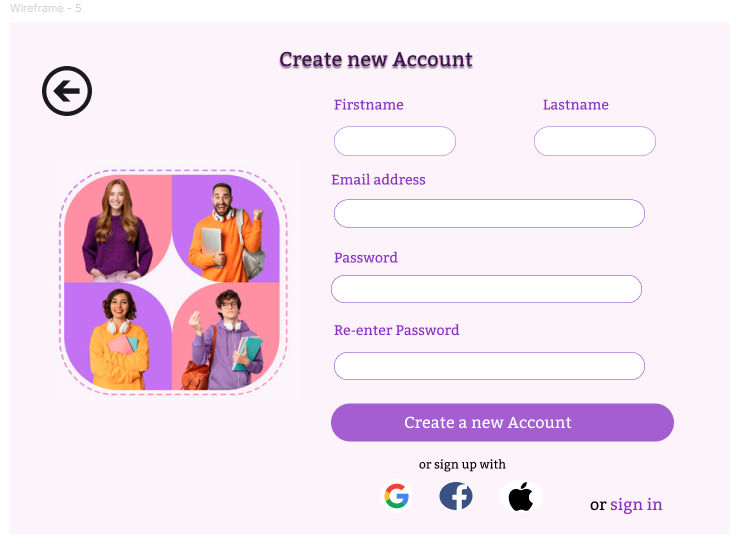 Wireframe - 5
Create new Account
Firstname
Lastname
Email address
Password
Re-enter Password
Create a new Account
or sign up with
or sign in